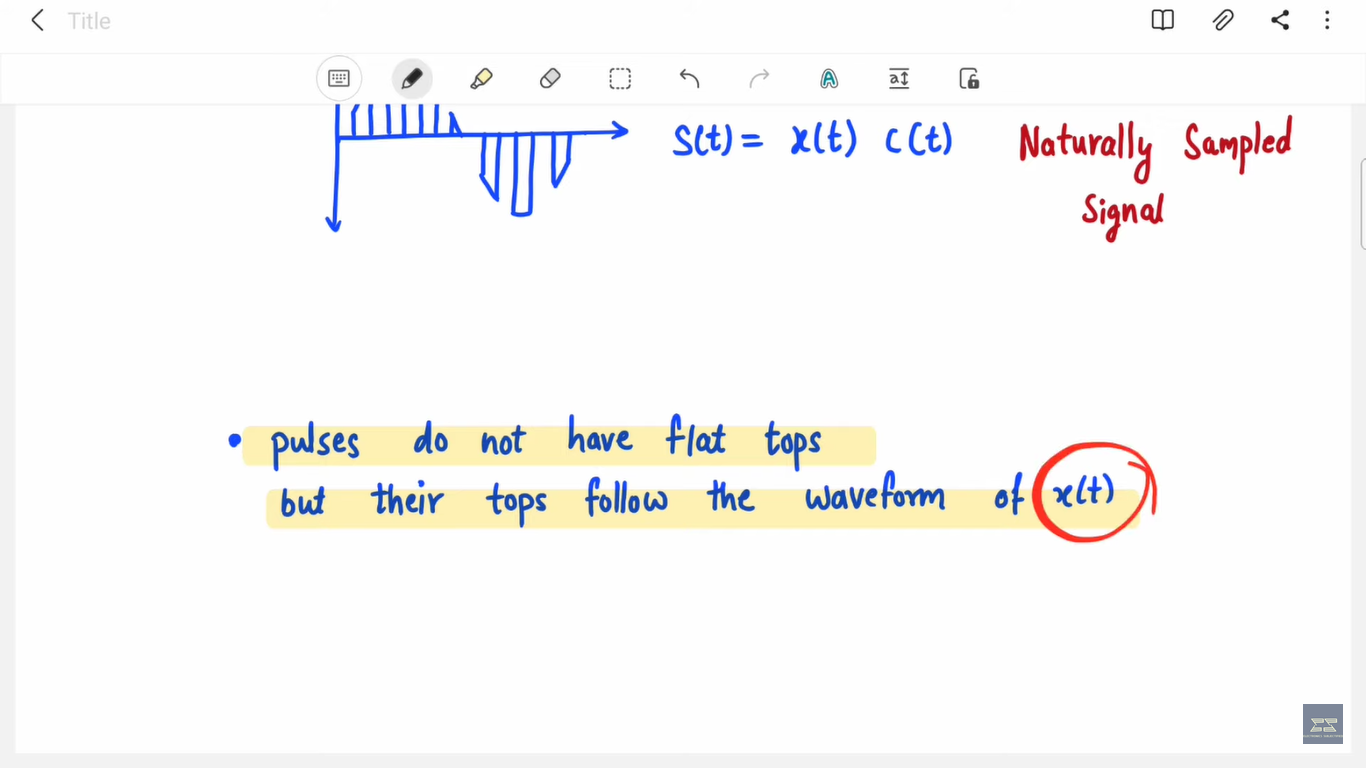 Title
S(t) = x(t) c(t) Naturally Sampled
Signal
• pulses do not have flat tops
but their tops follow the waveform of x(t)